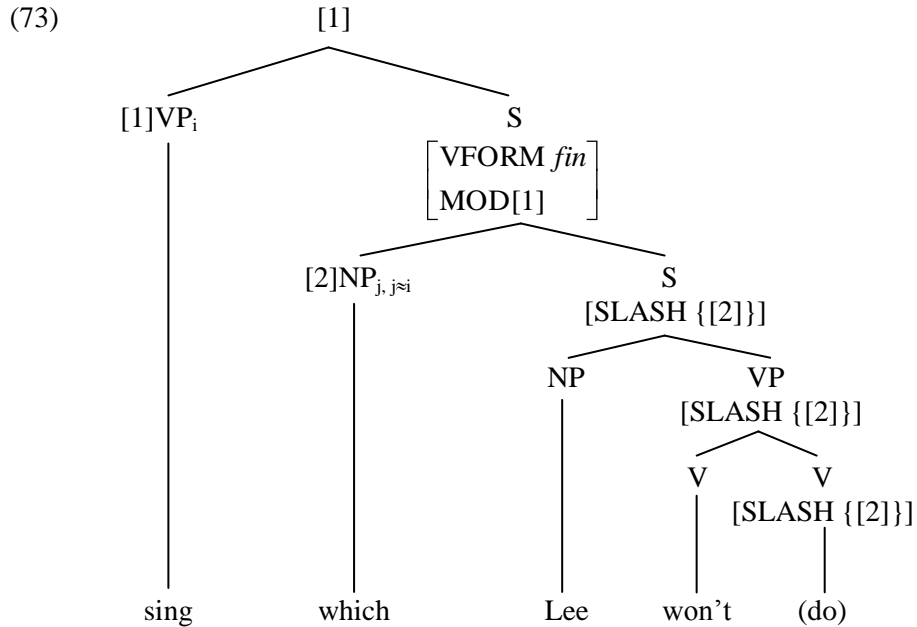 (73) [1]
[1]VPi S
[VFORM fin
MOD[1]]
[2]NPj, j≈i S
[SLASH {[2]}]
NP VP
[SLASH {[2]}]
V V
[SLASH {[2]}]
sing which Lee won't (do)